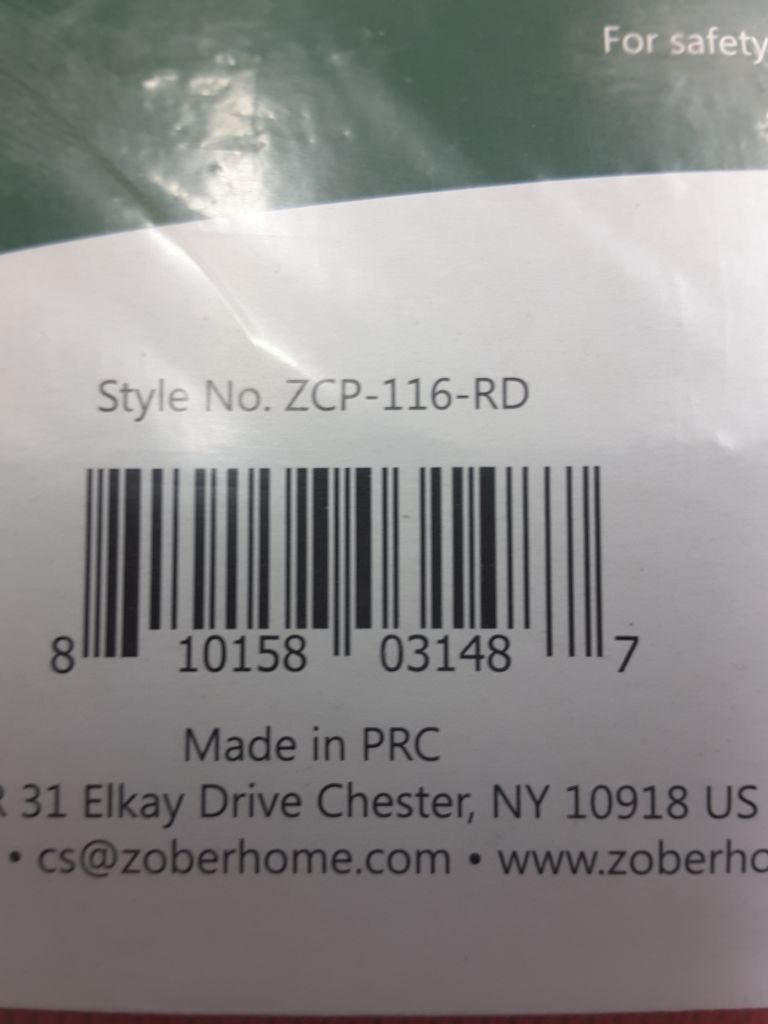 For safety
Style No. ZCP-116-RD
8 10158 03148 7
Made in PRC
31 Elkay Drive Chester, NY 10918 US
• cs@zoberhome.com • www.zoberho